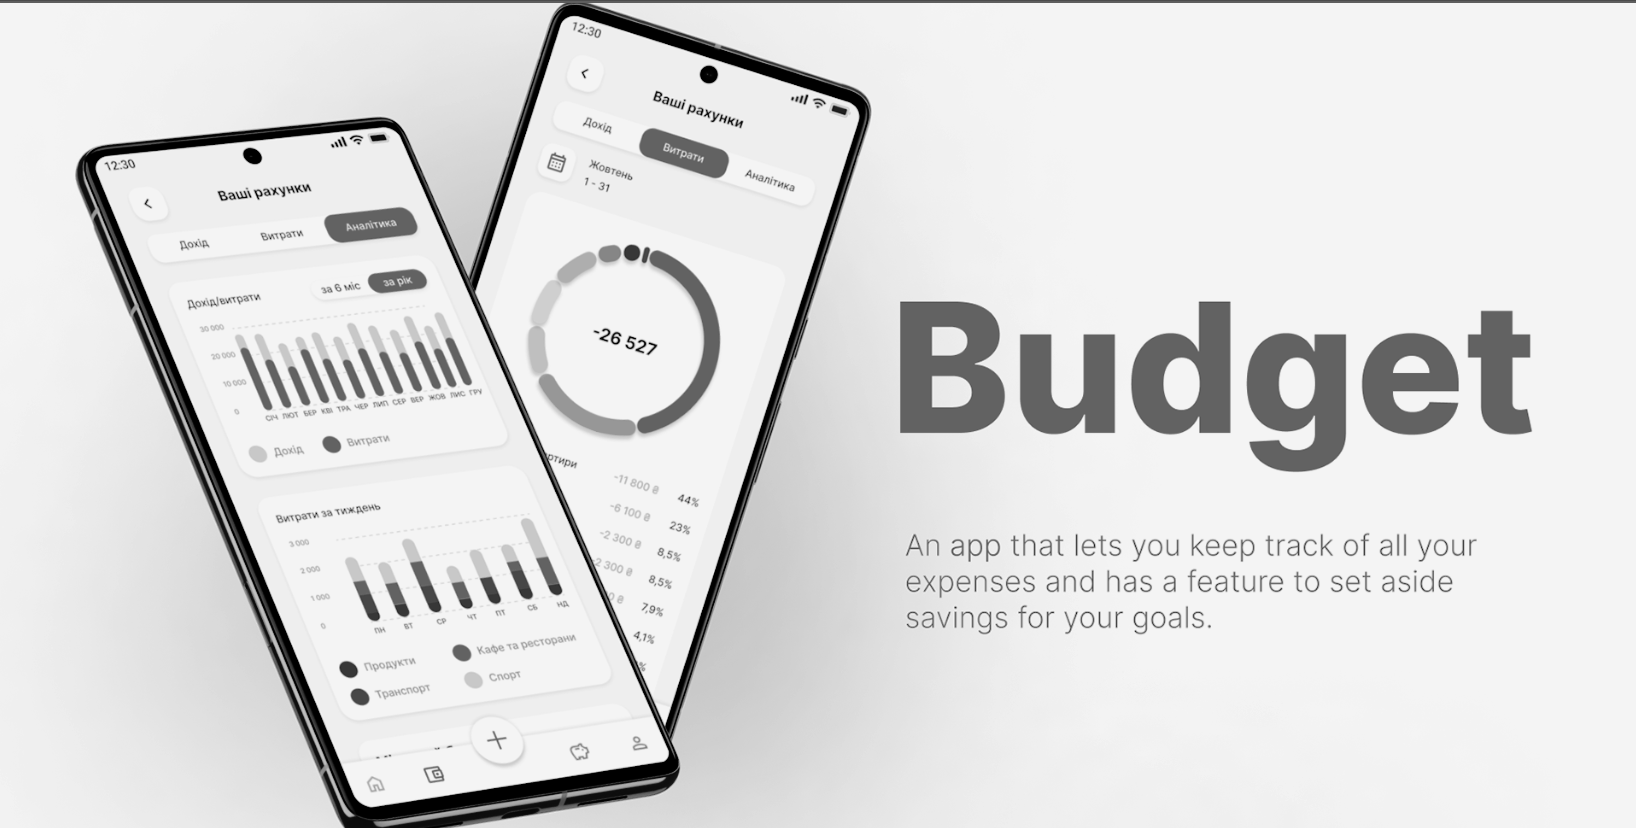 12:30
Ваші рахунки
Дохід
Витрати
Аналітика
Дохід/витрати
за 6 міс
за рік
30 000
20 000
10 000
0
СІЧ ЛЮТ БЕР КВІ ТРА ЧЕР ЛИП СЕР ВЕР ЖОВ ЛИС ГРУ
Дохід
Витрати
Витрати за тиждень
3 000
2 000
1 000
0
ПН ВТ СР ЧТ ПТ СБ НД
Продукти
Кафе та ресторани
Транспорт
Спорт
12:30
Ваші рахунки
Дохід
Витрати
Аналітика
Жовтень
1 - 31
-26 527
-11 800 ₴ 44%
-6 100 ₴ 23%
-2 300 ₴ 8,5%
2 300 ₴ 8,5%
7,9%
4,1%
Budget
An app that lets you keep track of all your
expenses and has a feature to set aside
savings for your goals.